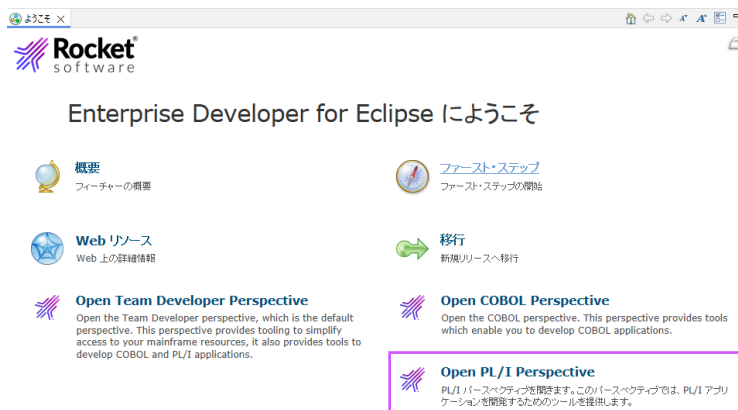 ようこそ
Rocket®
software
Enterprise Developer for Eclipse にようこそ
概要
フィーチャーの概要
ファースト・ステップ
ファースト・ステップの開始
Web リソース
Web 上の詳細情報
移行
新規リリースへ移行
Open Team Developer Perspective
Open the Team Developer perspective, which is the default
perspective. This perspective provides tooling to simplify
access to your mainframe resources, it also provides tools to
develop COBOL and PL/I applications.
Open COBOL Perspective
Open the COBOL perspective. This perspective provides tools
which enable you to develop COBOL applications.
Open PL/I Perspective
PL/I パースペクティブを開きます。このパースペクティブでは、PL/I アプリ
ケーションを開発するためのツールを提供します。